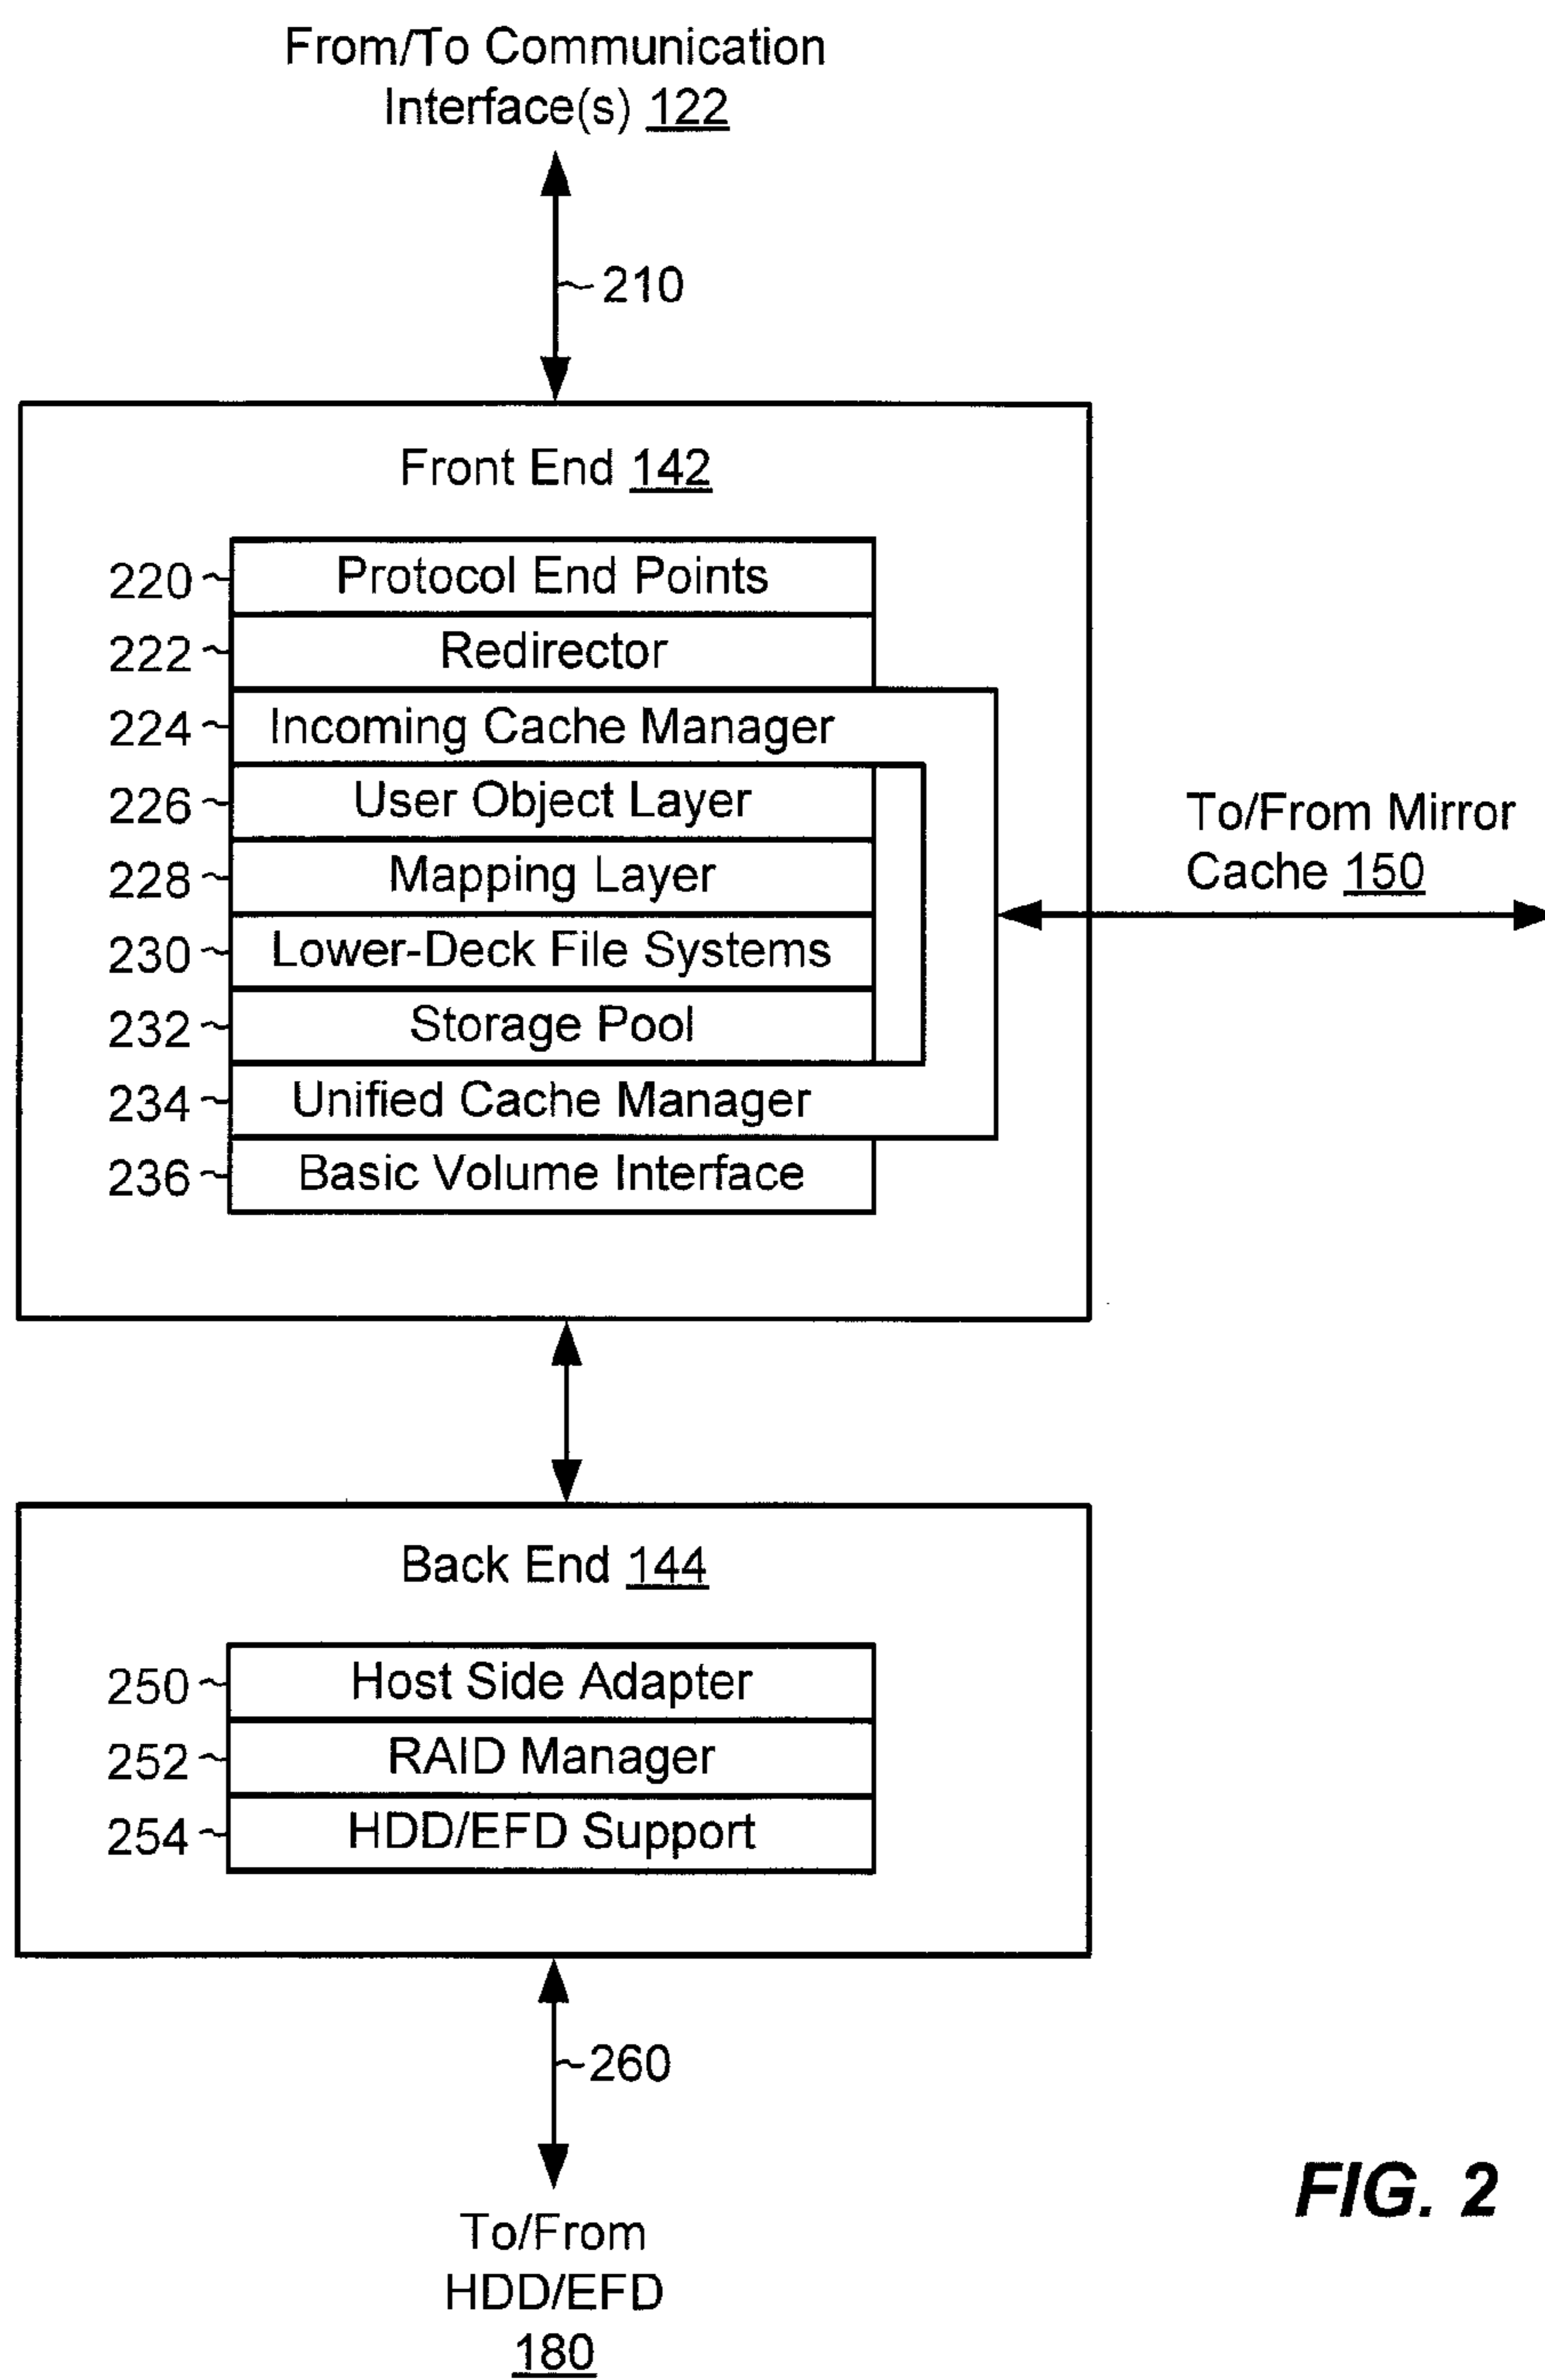 From/To Communication
Interface(s) 122
210
Front End 142
220 Protocol End Points
222 Redirector
224 Incoming Cache Manager
226 User Object Layer
228 Mapping Layer
230 Lower-Deck File Systems
232 Storage Pool
234 Unified Cache Manager
236 Basic Volume Interface
To/From Mirror
Cache 150
Back End 144
250 Host Side Adapter
252 RAID Manager
254 HDD/EFD Support
260
To/From
HDD/EFD
180
FIG. 2